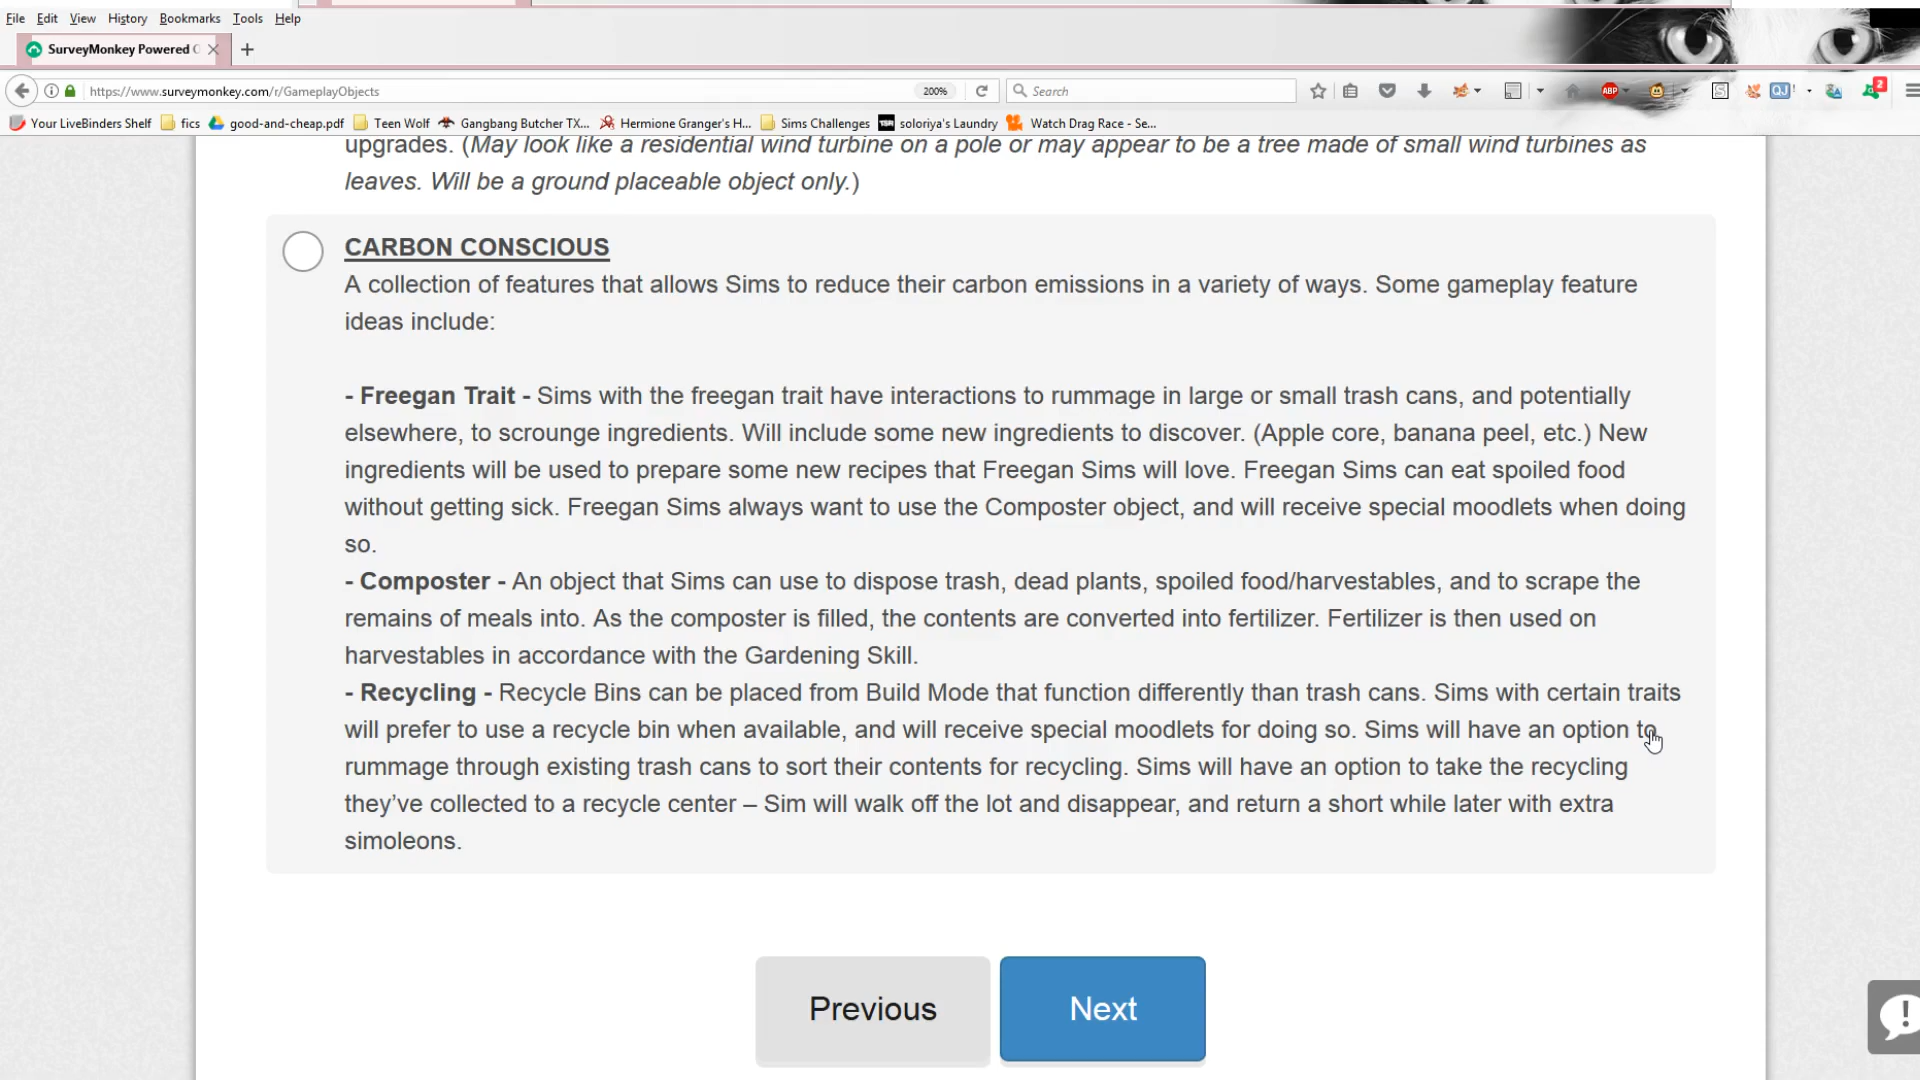 File Edit View History Bookmarks Tools Help
SurveyMonkey Powered
https://www.surveymonkey.com/r/GameplayObjects 200% Search ABP S QJ 2
Your LiveBinders Shelf fics good-and-cheap.pdf Teen Wolf Gangbang Butcher TX... Hermione Granger's H... Sims Challenges soloriya's Laundry Watch Drag Race - Se...
upgrades. (May look like a residential wind turbine on a pole or may appear to be a tree made of small wind turbines as
leaves. Will be a ground placeable object only.)
CARBON CONSCIOUS
A collection of features that allows Sims to reduce their carbon emissions in a variety of ways. Some gameplay feature
ideas include:
- Freegan Trait - Sims with the freegan trait have interactions to rummage in large or small trash cans, and potentially
elsewhere, to scrounge ingredients. Will include some new ingredients to discover. (Apple core, banana peel, etc.) New
ingredients will be used to prepare some new recipes that Freegan Sims will love. Freegan Sims can eat spoiled food
without getting sick. Freegan Sims always want to use the Composter object, and will receive special moodlets when doing
so.
- Composter - An object that Sims can use to dispose trash, dead plants, spoiled food/harvestables, and to scrape the
remains of meals into. As the composter is filled, the contents are converted into fertilizer. Fertilizer is then used on
harvestables in accordance with the Gardening Skill.
- Recycling - Recycle Bins can be placed from Build Mode that function differently than trash cans. Sims with certain traits
will prefer to use a recycle bin when available, and will receive special moodlets for doing so. Sims will have an option to
rummage through existing trash cans to sort their contents for recycling. Sims will have an option to take the recycling
they've collected to a recycle center – Sim will walk off the lot and disappear, and return a short while later with extra
simoleons.
Previous Next